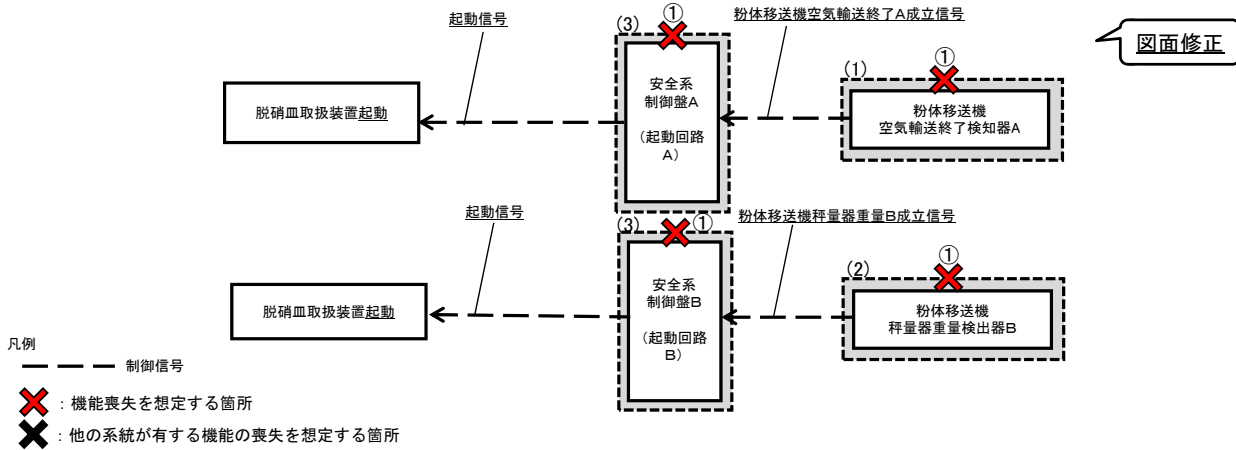 図面修正
起動信号
(3)
①
粉体移送機空気輸送終了A成立信号
(1)
①
脱硝皿取扱装置起動
安全系
制御盤A
(起動回路
A)
粉体移送機
空気輸送終了検知器A
起動信号
(3)
①
粉体移送機秤量器重量B成立信号
(2)
①
脱硝皿取扱装置起動
安全系
制御盤B
(起動回路
B)
粉体移送機
秤量器重量検出器B
凡例
制御信号
：機能喪失を想定する箇所
：他の系統が有する機能の喪失を想定する箇所